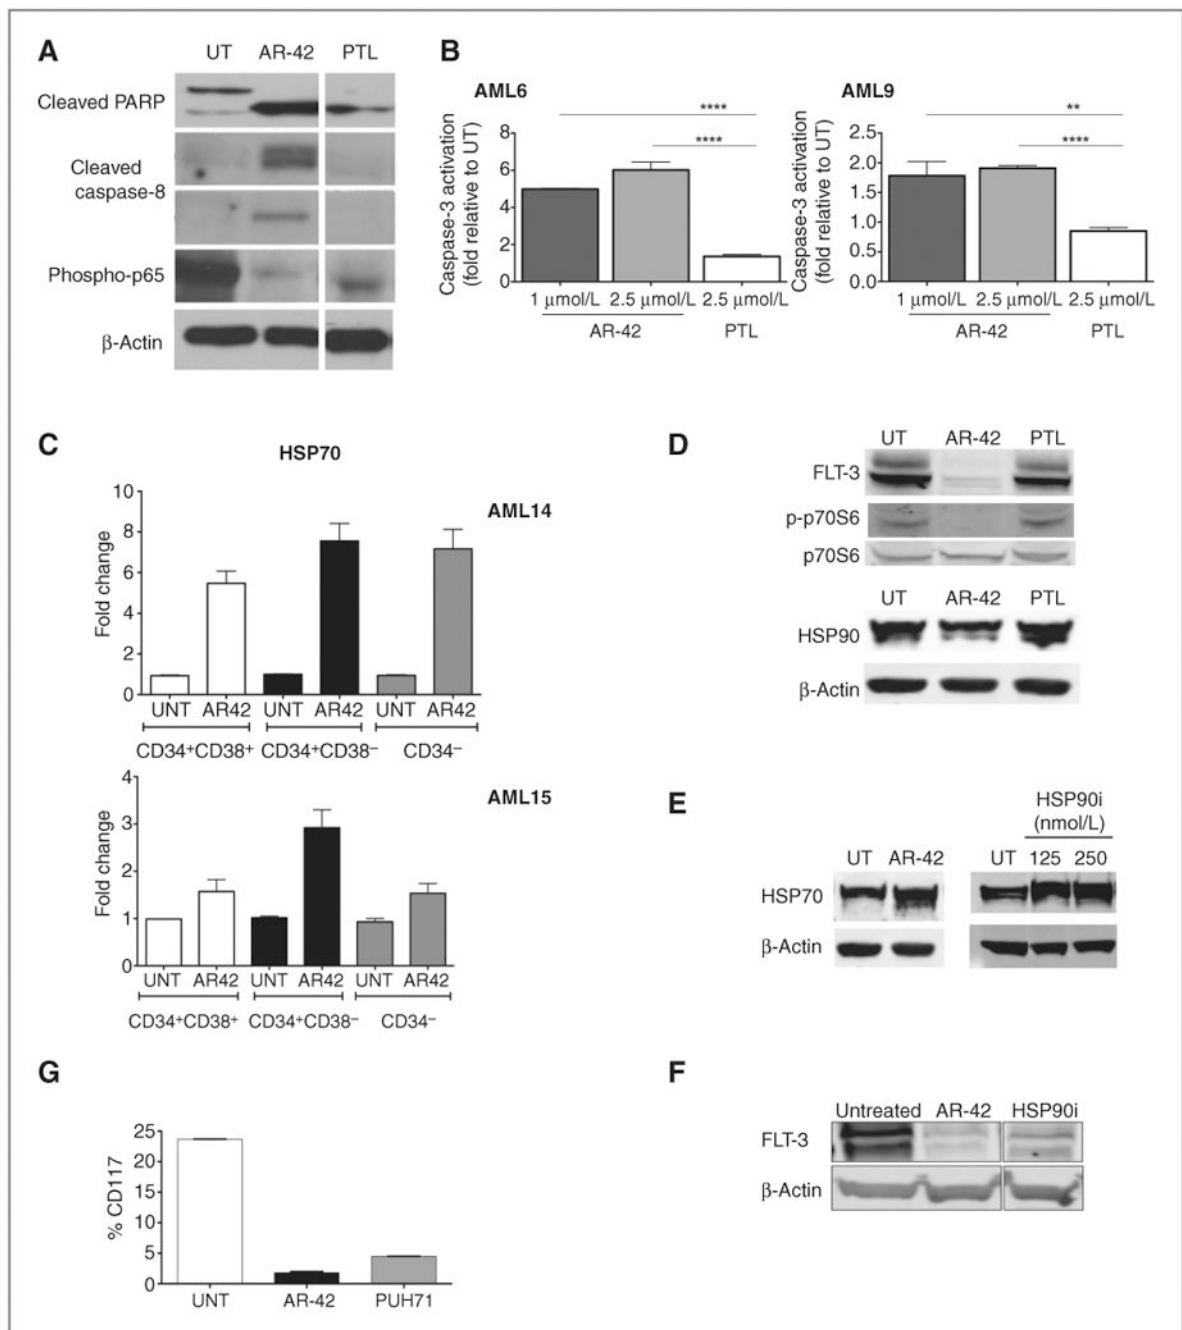 A
UT AR-42 PTL
Cleaved PARP
Cleaved
caspase-8
Phospho-p65
β-Actin
B
AML6
****
****
Caspase-3 activation
(fold relative to UT)
8
6
4
2
0
1 μmol/L 2.5 μmol/L 2.5 μmol/L
AR-42 PTL
AML9
**
****
Caspase-3 activation
(fold relative to UT)
2.5
2.0
1.5
1.0
0.5
0.0
1 μmol/L 2.5 μmol/L 2.5 μmol/L
AR-42 PTL
C
HSP70
AML14
Fold change
10
8
6
4
2
0
UNT AR42 UNT AR42 UNT AR42
CD34⁺CD38⁺ CD34⁺CD38⁻ CD34⁻
AML15
Fold change
4
3
2
1
0
UNT AR42 UNT AR42 UNT AR42
CD34⁺CD38⁺ CD34⁺CD38⁻ CD34⁻
D
UT AR-42 PTL
FLT-3
p-p70S6
p70S6
UT AR-42 PTL
HSP90
β-Actin
E
HSP90i
(nmol/L)
UT AR-42 UT 125 250
HSP70
β-Actin
G
% CD117
25
20
15
10
5
0
UNT AR-42 PUH71
F
Untreated AR-42 HSP90i
FLT-3
β-Actin